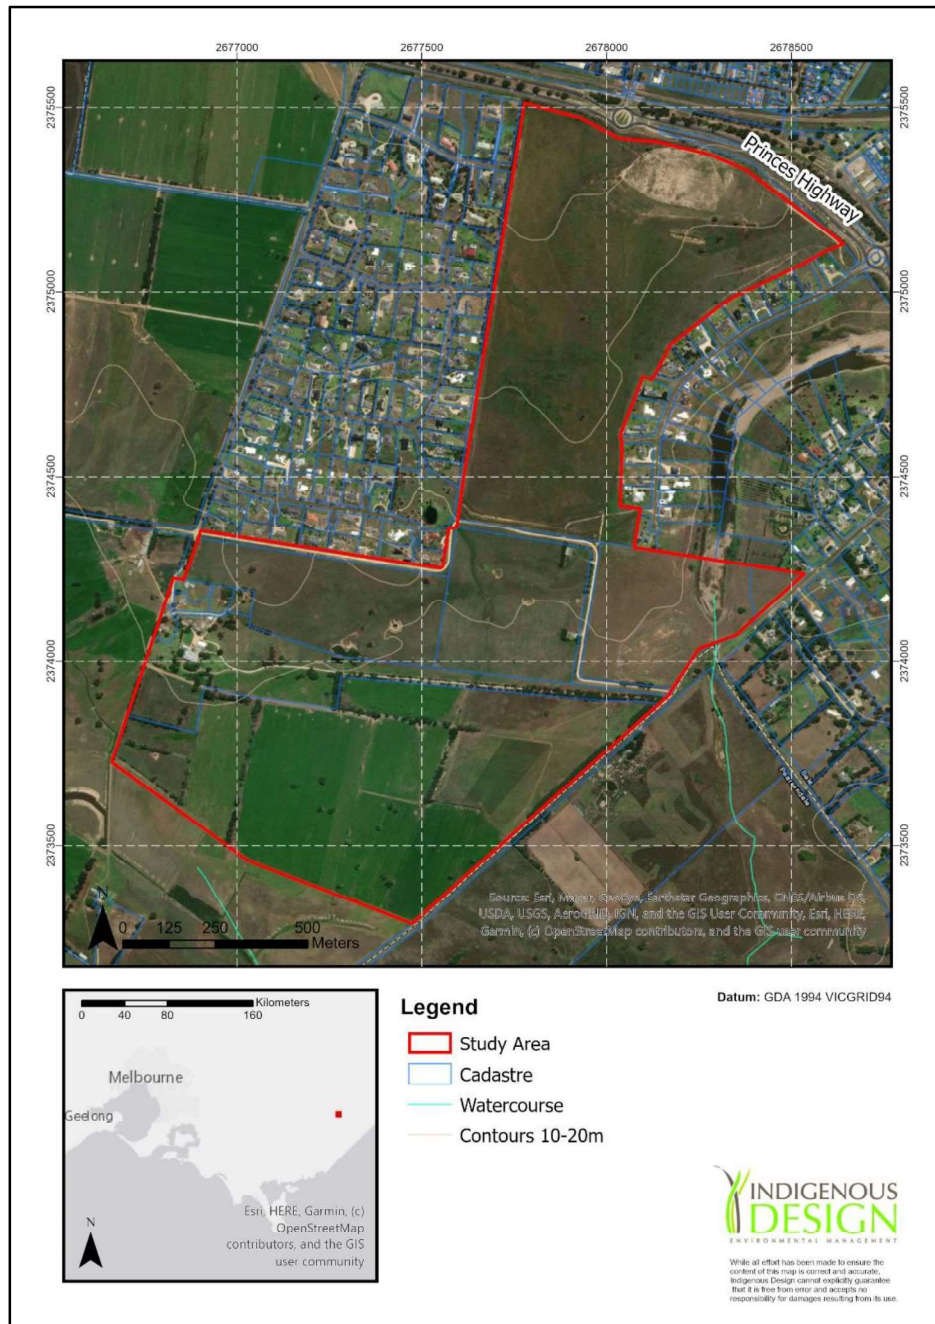 2677000 2677500 2678000 2678500
2375500 2375500
Princes Highway
2375000 2375000
2374500 2374500
2374000 2374000
Sale
Pearsondale
2373500 2373500
N
0 125 250 500
Meters
Source: Esri, Maxar, GeoEye, Earthstar Geographics, CNES/Airbus DS,
USDA, USGS, AeroGRID, IGN, and the GIS User Community, Esri, HERE,
Garmin, (c) OpenStreetMap contributors, and the GIS user community
Kilometers
0 40 80 160
Melbourne
Geelong
N
Esri, HERE, Garmin, (c)
OpenStreetMap
contributors, and the GIS
user community
Legend
Study Area
Cadastre
Watercourse
Contours 10-20m
Datum: GDA 1994 VICGRID94
INDIGENOUS
DESIGN
ENVIRONMENTAL MANAGEMENT
While all effort has been made to ensure the
content of this map is correct and accurate,
Indigenous Design cannot explicitly guarantee
that it is free from error and accepts no
responsibility for damages resulting from its use.